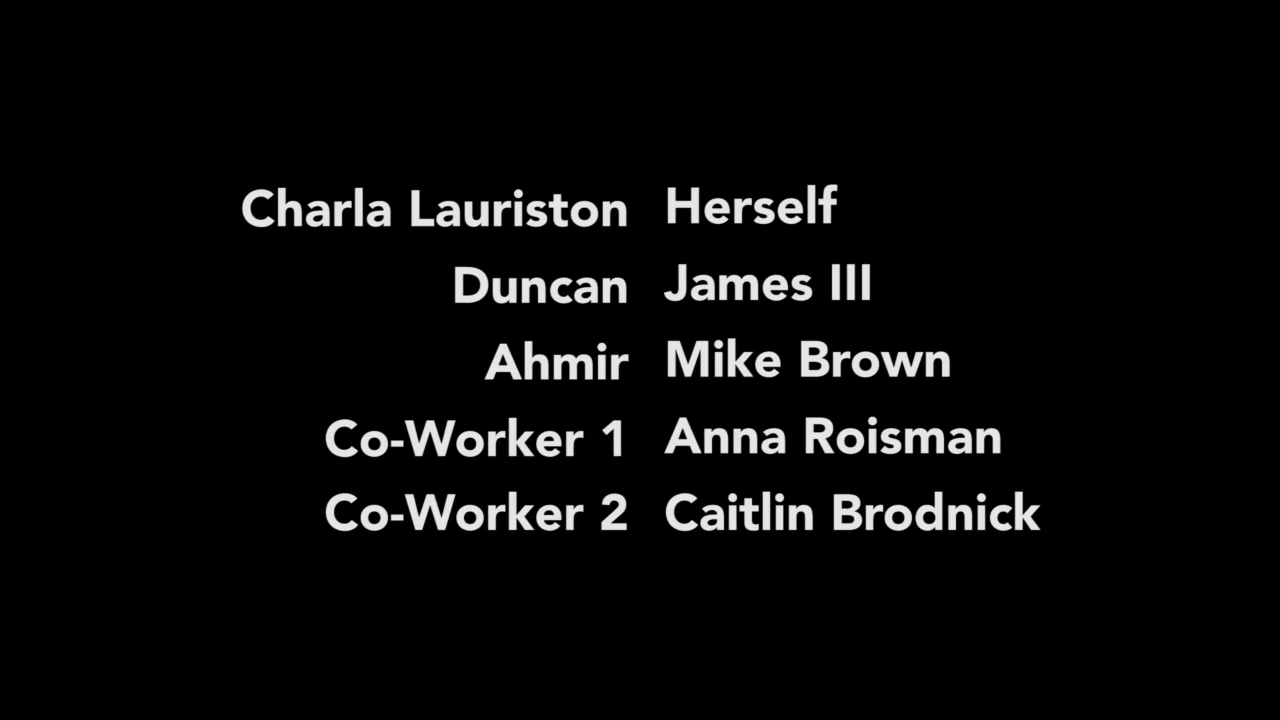 Charla Lauriston Herself
Duncan James III
Ahmir Mike Brown
Co-Worker 1 Anna Roisman
Co-Worker 2 Caitlin Brodnick